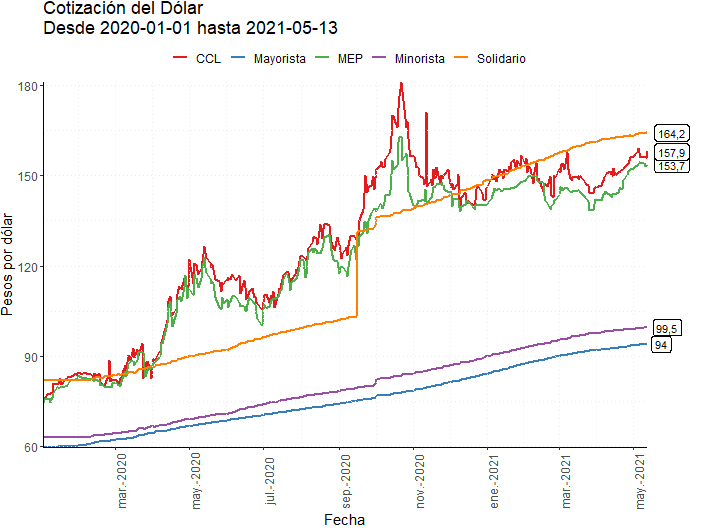 Cotización del Dólar
Desde 2020-01-01 hasta 2021-05-13
CCL Mayorista MEP Minorista Solidario
180
150
120
90
60
Pesos por dólar
164,2
157,9
153,7
99,5
94
mar.-2020
may.-2020
jul.-2020
sep.-2020
nov.-2020
ene.-2021
mar.-2021
may.-2021
Fecha